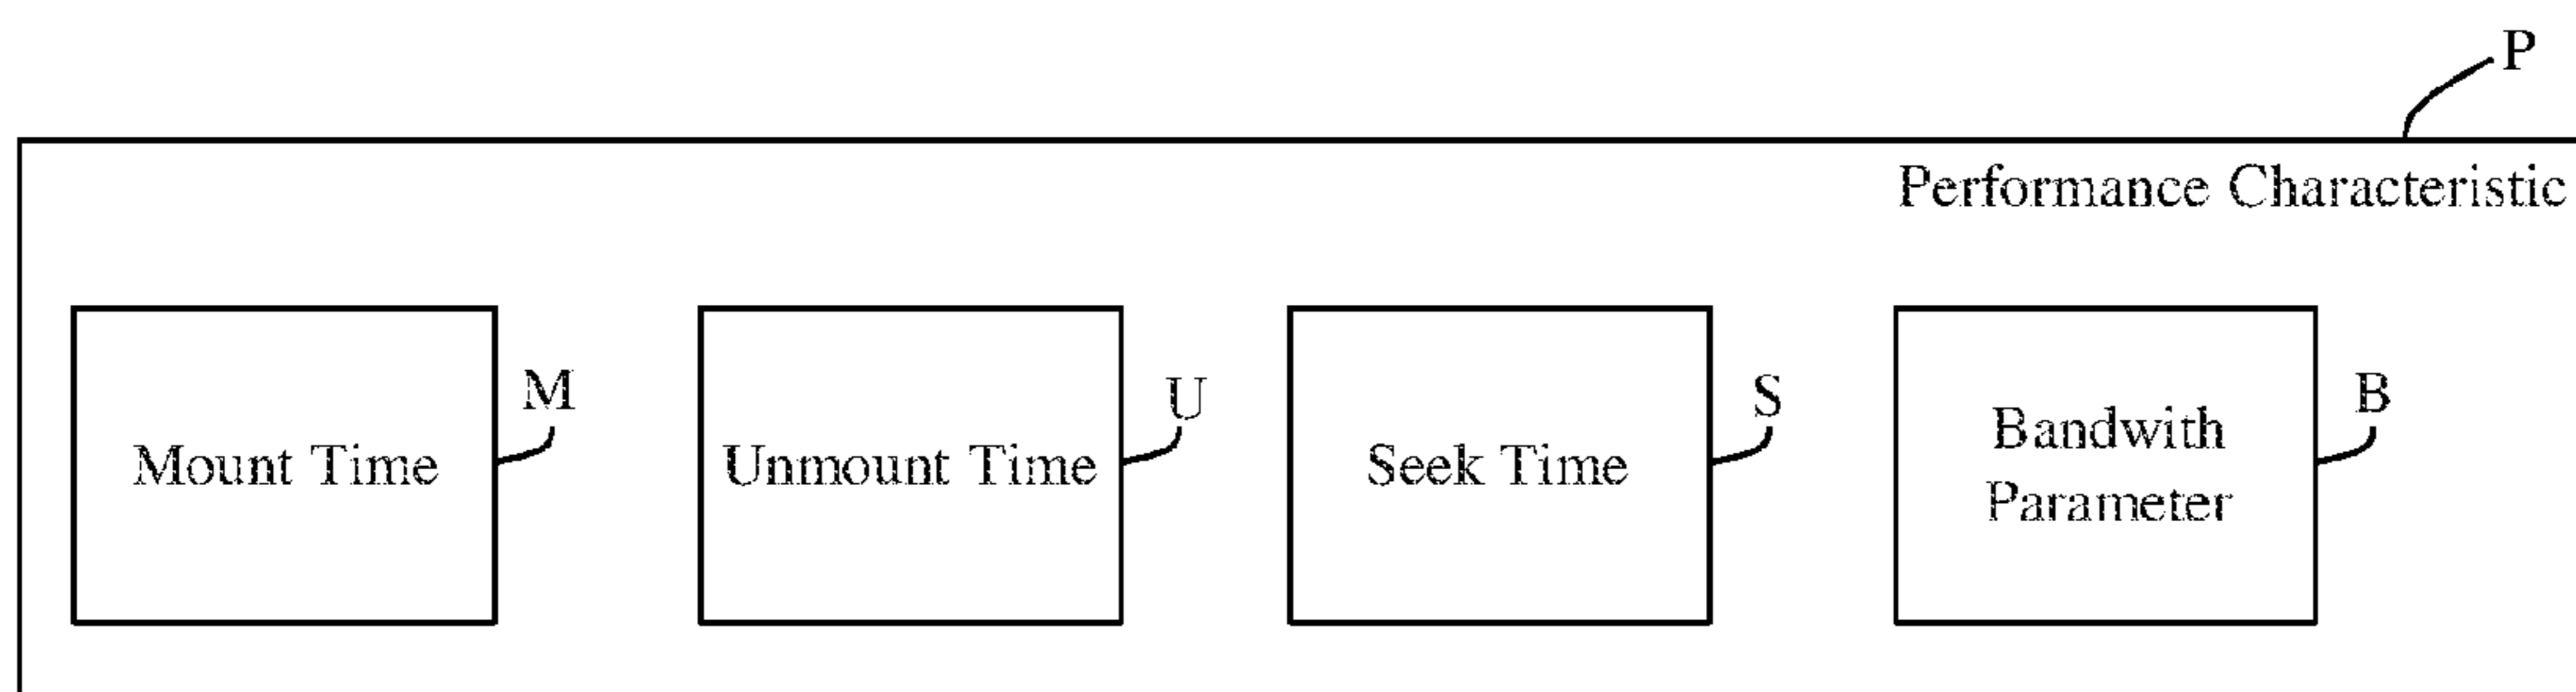 P
Performance Characteristic
M
Mount Time
U
Unmount Time
S
Seek Time
B
Bandwith
Parameter